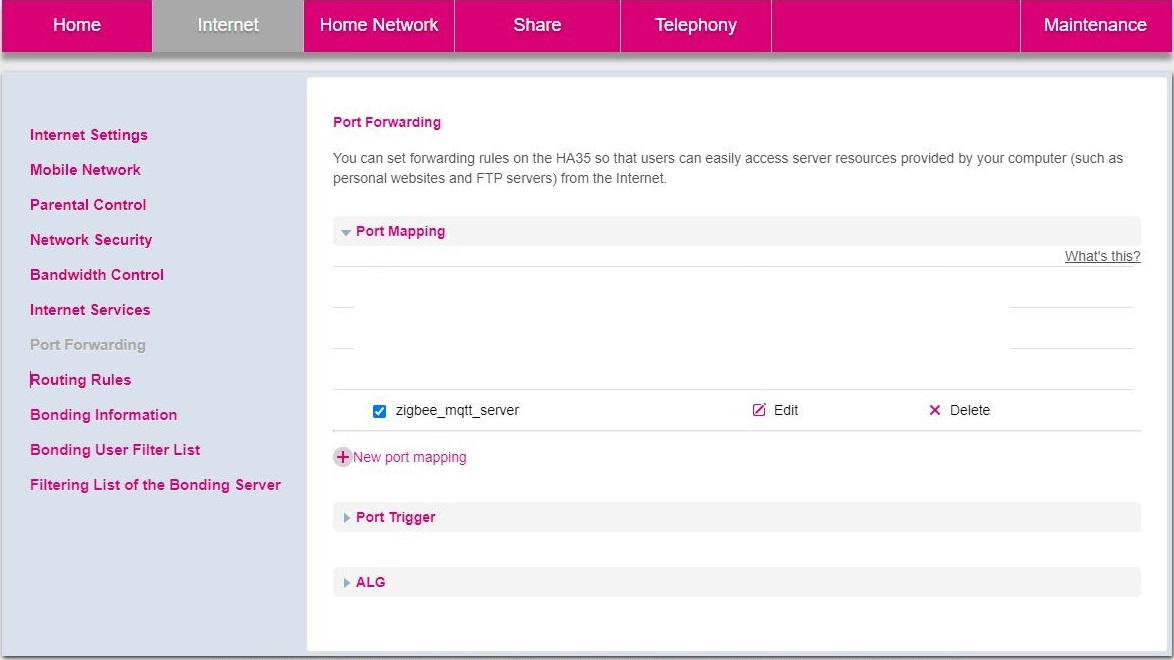 Home Internet Home Network Share Telephony Maintenance
Internet Settings
Mobile Network
Parental Control
Network Security
Bandwidth Control
Internet Services
Port Forwarding
Routing Rules
Bonding Information
Bonding User Filter List
Filtering List of the Bonding Server
Port Forwarding
You can set forwarding rules on the HA35 so that users can easily access server resources provided by your computer (such as
personal websites and FTP servers) from the Internet.
Port Mapping
What's this?
zigbee_mqtt_server Edit Delete
New port mapping
Port Trigger
ALG